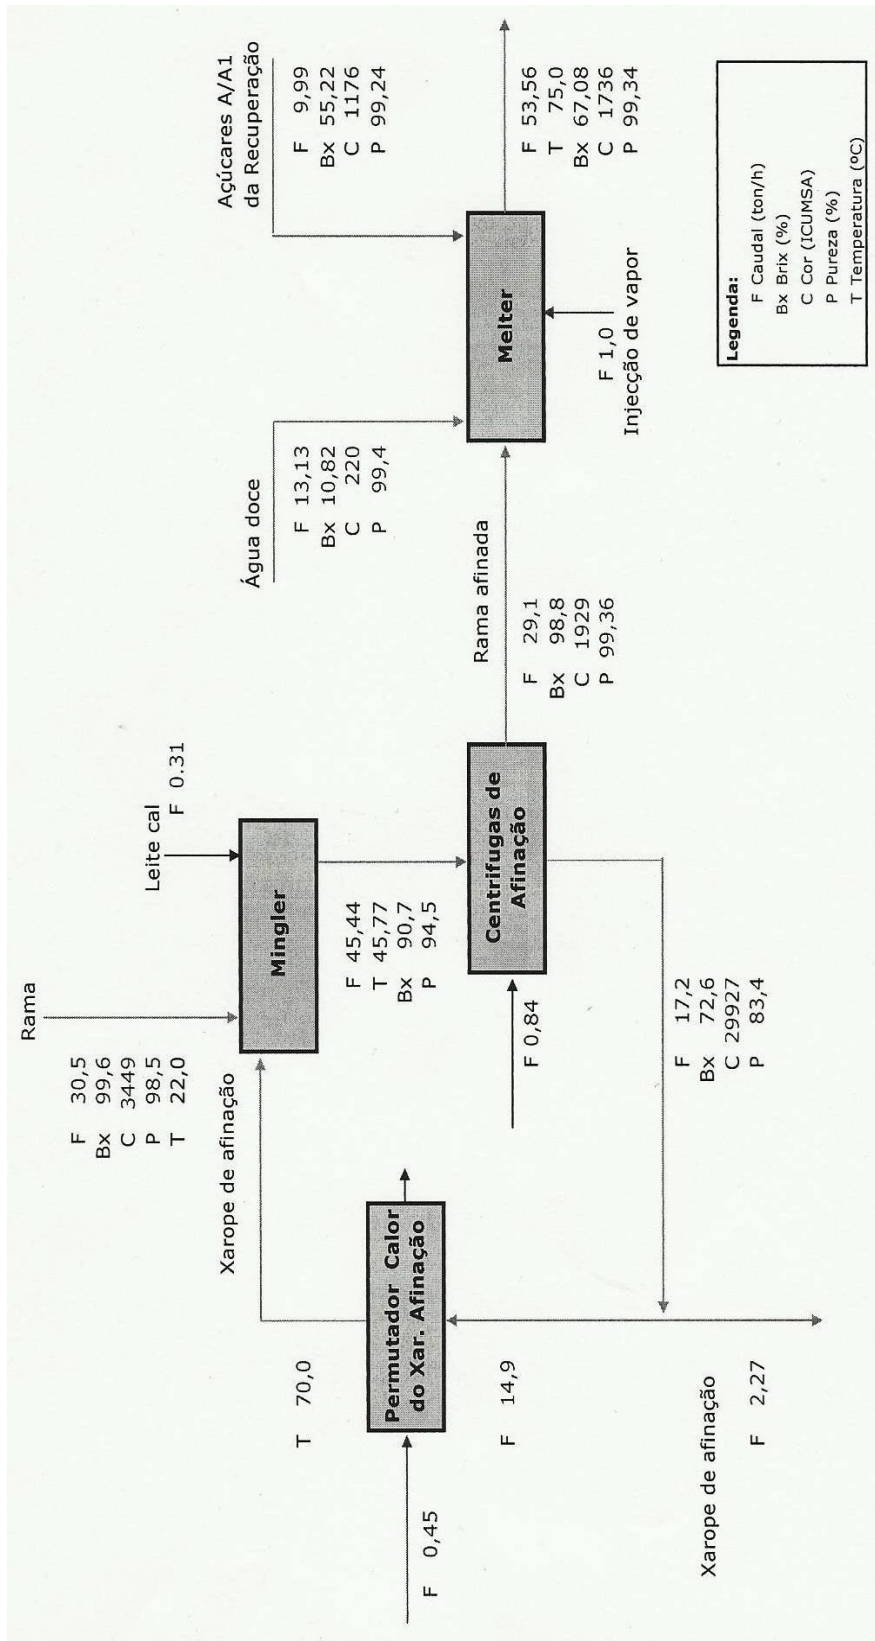 Rama
F 30,5
Bx 99,6
C 3449
P 98,5
T 22,0
Leite cal
F 0.31
Xarope de afinação
Mingler
T 70,0
Permutador Calor
do Xar. Afinação
F 0,45
F 14,9
Xarope de afinação
F 2,27
F 45,44
T 45,77
Bx 90,7
P 94,5
F 0,84
Centrifugas de
Afinação
F 17,2
Bx 72,6
C 29927
P 83,4
Rama afinada
F 29,1
Bx 98,8
C 1929
P 99,36
Água doce
F 13,13
Bx 10,82
C 220
P 99,4
Açúcares A/A1
da Recuperação
F 9,99
Bx 55,22
C 1176
P 99,24
Melter
F 1,0
Injecção de vapor
F 53,56
T 75,0
Bx 67,08
C 1736
P 99,34
Legenda:
F Caudal (ton/h)
Bx Brix (%)
C Cor (ICUMSA)
P Pureza (%)
T Temperatura (ºC)